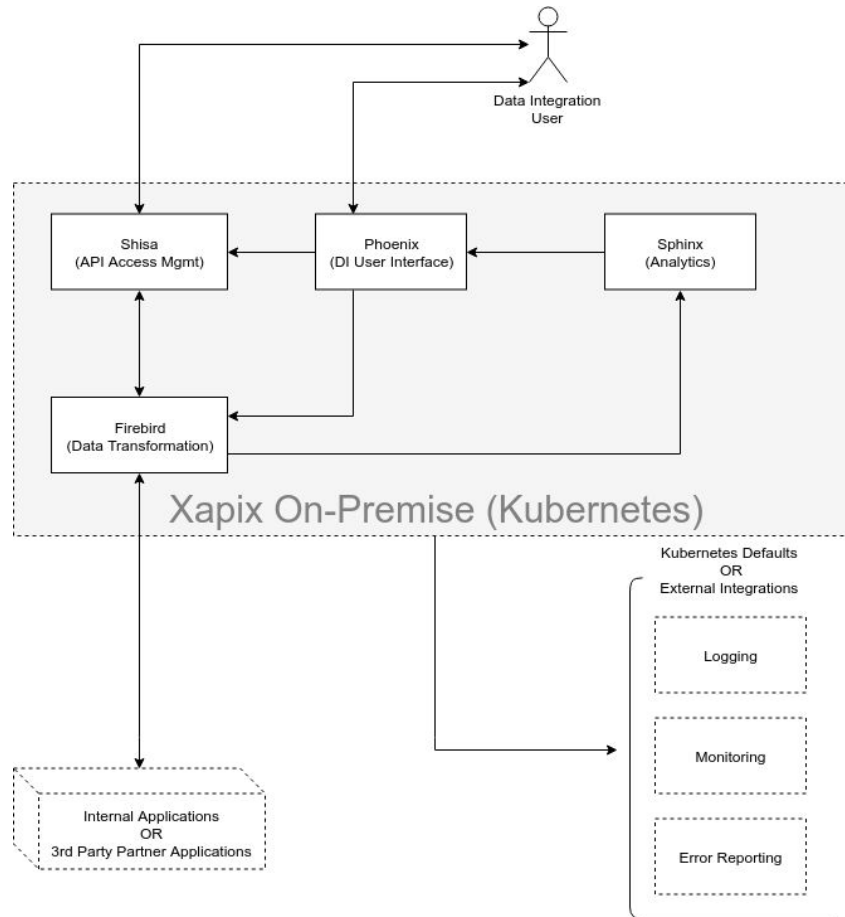 Data Integration
User
Shisa
(API Access Mgmt)
Phoenix
(DI User Interface)
Sphinx
(Analytics)
Firebird
(Data Transformation)
Xapix On-Premise (Kubernetes)
Kubernetes Defaults
OR
External Integrations
Logging
Monitoring
Error Reporting
Internal Applications
OR
3rd Party Partner Applications